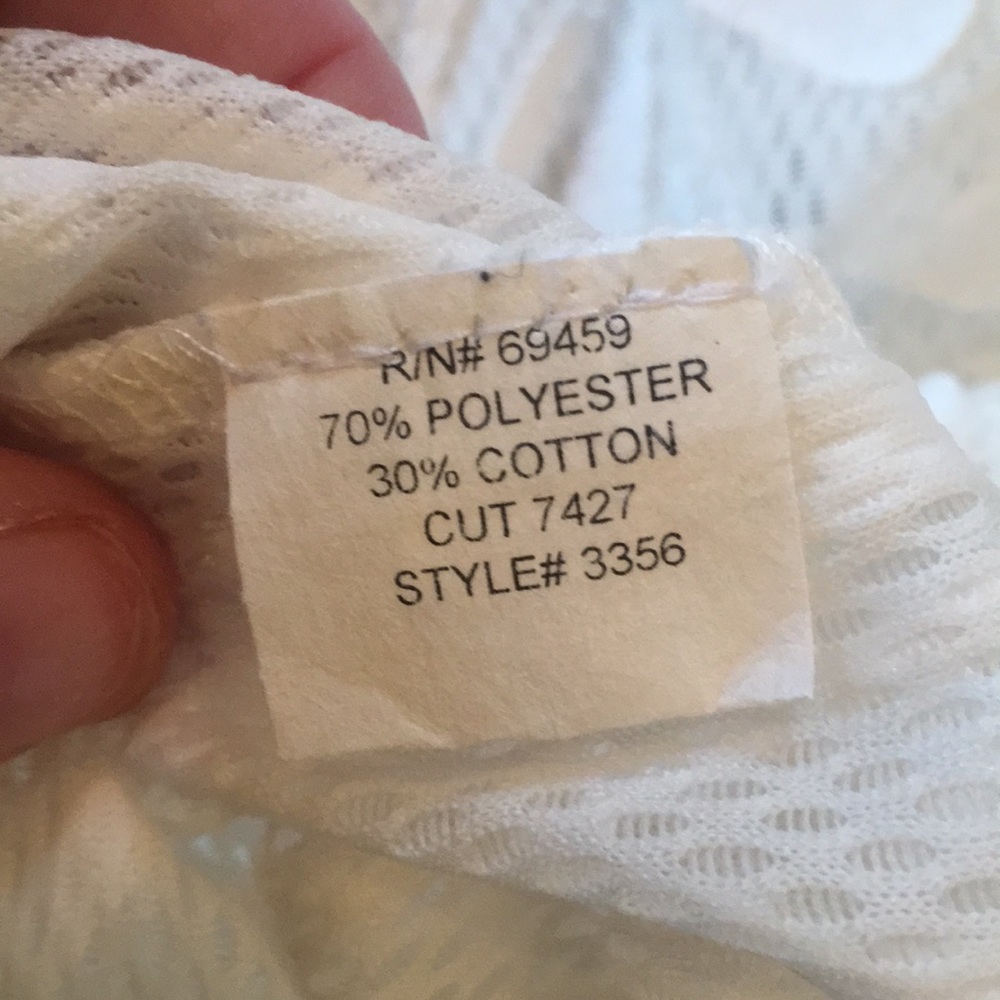 R/N# 69459
70% POLYESTER
30% COTTON
CUT 7427
STYLE# 3356